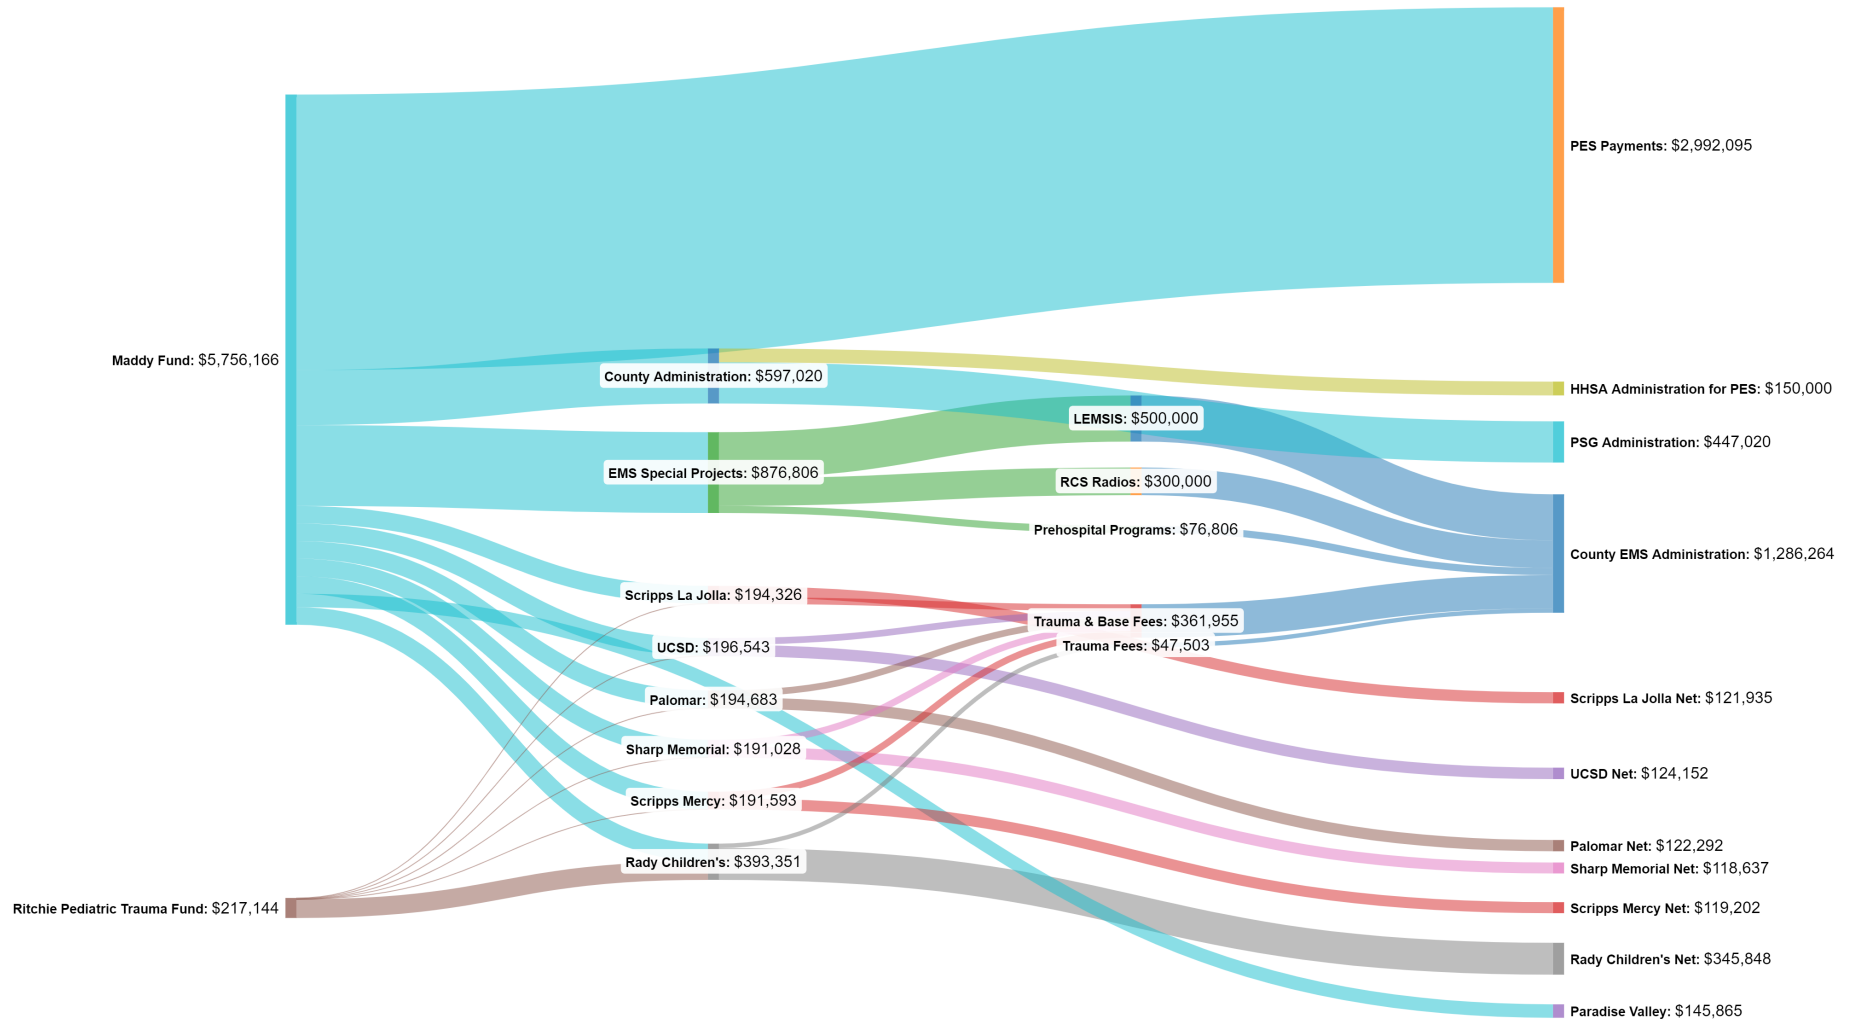 PES Payments: $2,992,095
Maddy Fund: $5,756,166
County Administration: $597,020
HHSA Administration for PES: $150,000
LEMSIS: $500,000
PSG Administration: $447,020
EMS Special Projects: $876,806
RCS Radios: $300,000
Prehospital Programs: $76,806
County EMS Administration: $1,286,264
Scripps La Jolla: $194,326
Trauma & Base Fees: $361,955
UCSD: $196,543
Trauma Fees: $47,503
Palomar: $194,683
Scripps La Jolla Net: $121,935
Sharp Memorial: $191,028
UCSD Net: $124,152
Scripps Mercy: $191,593
Palomar Net: $122,292
Rady Children's: $393,351
Sharp Memorial Net: $118,637
Ritchie Pediatric Trauma Fund: $217,144
Scripps Mercy Net: $119,202
Rady Children's Net: $345,848
Paradise Valley: $145,865